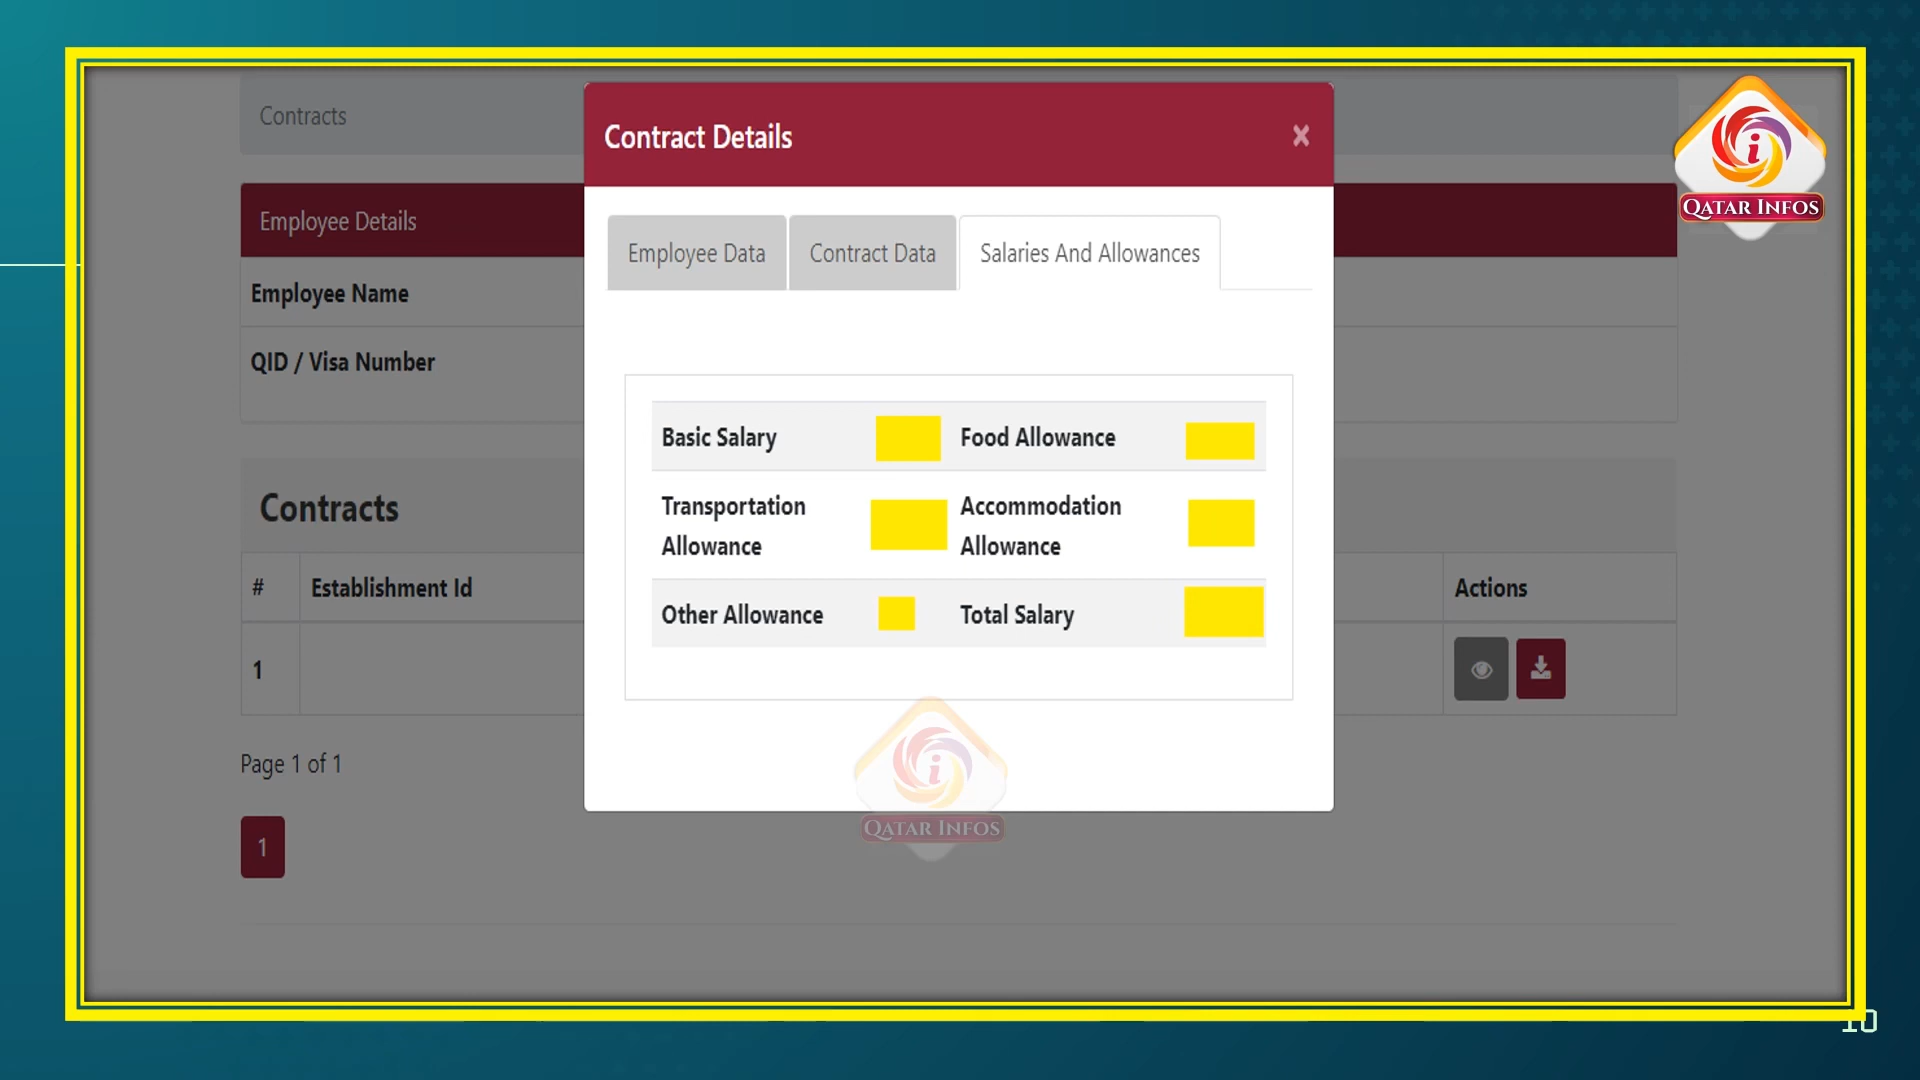 Contracts
Contract Details
×
QATAR INFOS
Employee Details
Employee Data
Contract Data
Salaries And Allowances
Employee Name
QID / Visa Number
Basic Salary
Food Allowance
Transportation
Allowance
Accommodation
Allowance
Other Allowance
Total Salary
Contracts
#
Establishment Id
Actions
1
Page 1 of 1
1
QATAR INFOS
10